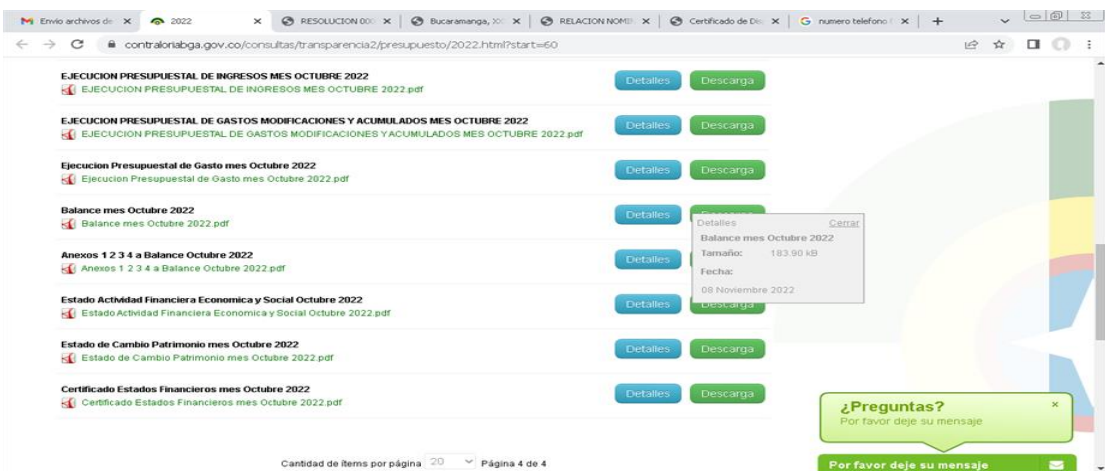 Envio archivos de
2022
RESOLUCION 000
Bucaramanga,
RELACION NOMIN
Certificado de De
numero telefono
contraloriabga.gov.co/consultas/transparencia2/presupuesto/2022.html?start=60
EJECUCION PRESUPUESTAL DE INGRESOS MES OCTUBRE 2022
EJECUCION PRESUPUESTAL DE INGRESOS MES OCTUBRE 2022.pdf
Detalles Descarga
EJECUCION PRESUPUESTAL DE GASTOS MODIFICACIONES Y ACUMULADOS MES OCTUBRE 2022
EJECUCION PRESUPUESTAL DE GASTOS MODIFICACIONES Y ACUMULADOS MES OCTUBRE 2022.pdf
Detalles Descarga
Ejecucion Presupuestal de Gasto mes Octubre 2022
Ejecucion Presupuestal de Gasto mes Octubre 2022.pdf
Detalles Descarga
Balance mes Octubre 2022
Balance mes Octubre 2022.pdf
Detalles
Detalles Cerrar
Balance mes Octubre 2022
Tamaño: 183.90 kB
Fecha:
08 Noviembre 2022
Anexos 1 2 3 4 a Balance Octubre 2022
Anexos 1 2 3 4 a Balance Octubre 2022.pdf
Detalles
Estado Actividad Financiera Economica y Social Octubre 2022
Estado Actividad Financiera Economica y Social Octubre 2022.pdf
Detalles Descarga
Estado de Cambio Patrimonio mes Octubre 2022
Estado de Cambio Patrimonio mes Octubre 2022.pdf
Detalles Descarga
Certificado Estados Financieros mes Octubre 2022
Certificado Estados Financieros mes Octubre 2022.pdf
Detalles Descarga
¿Preguntas?
Por favor deje su mensaje
Cantidad de ítems por página 20 Página 4 de 4
Por favor deje su mensaje